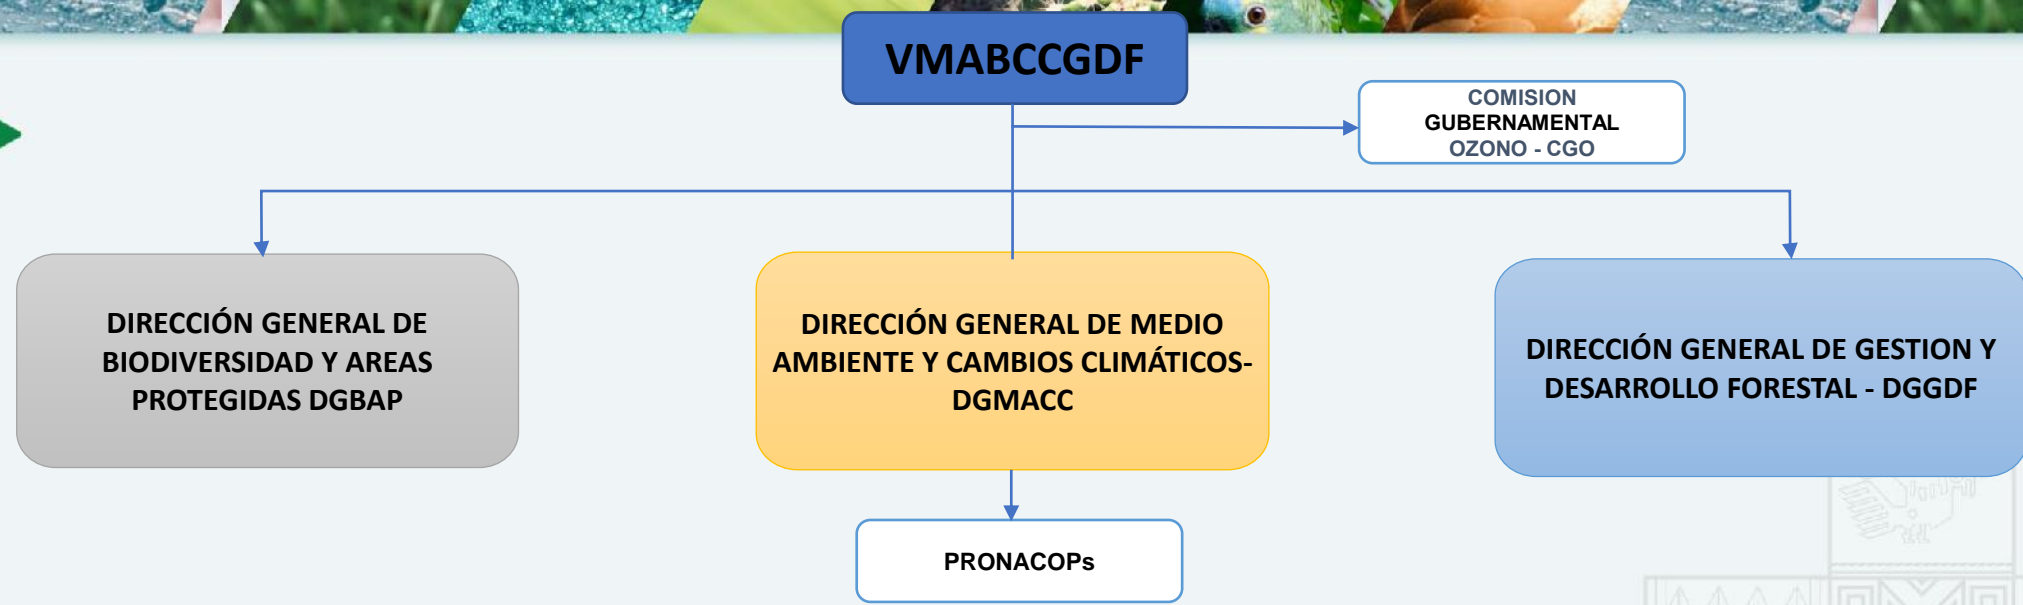 VMABCCGDF
COMISION
GUBERNAMENTAL
OZONO - CGO
DIRECCIÓN GENERAL DE
BIODIVERSIDAD Y AREAS
PROTEGIDAS DGBAP
DIRECCIÓN GENERAL DE MEDIO
AMBIENTE Y CAMBIOS CLIMÁTICOS-
DGMACC
DIRECCIÓN GENERAL DE GESTION Y
DESARROLLO FORESTAL - DGGDF
PRONACOPs